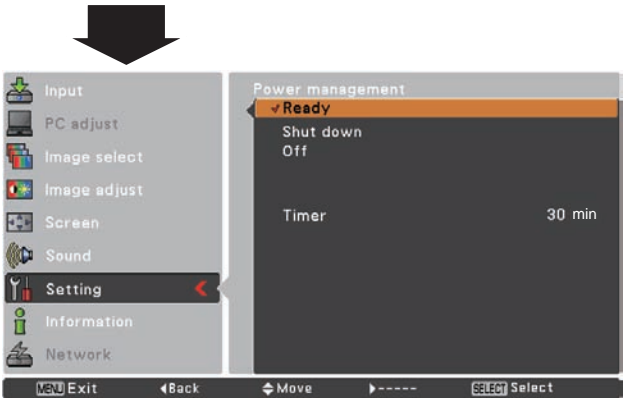 Input
PC adjust
Image select
Image adjust
Screen
Sound
Setting
Information
Network
Power management
Ready
Shut down
Off
Timer 30 min
MENU Exit Back Move ----- SELECT Select